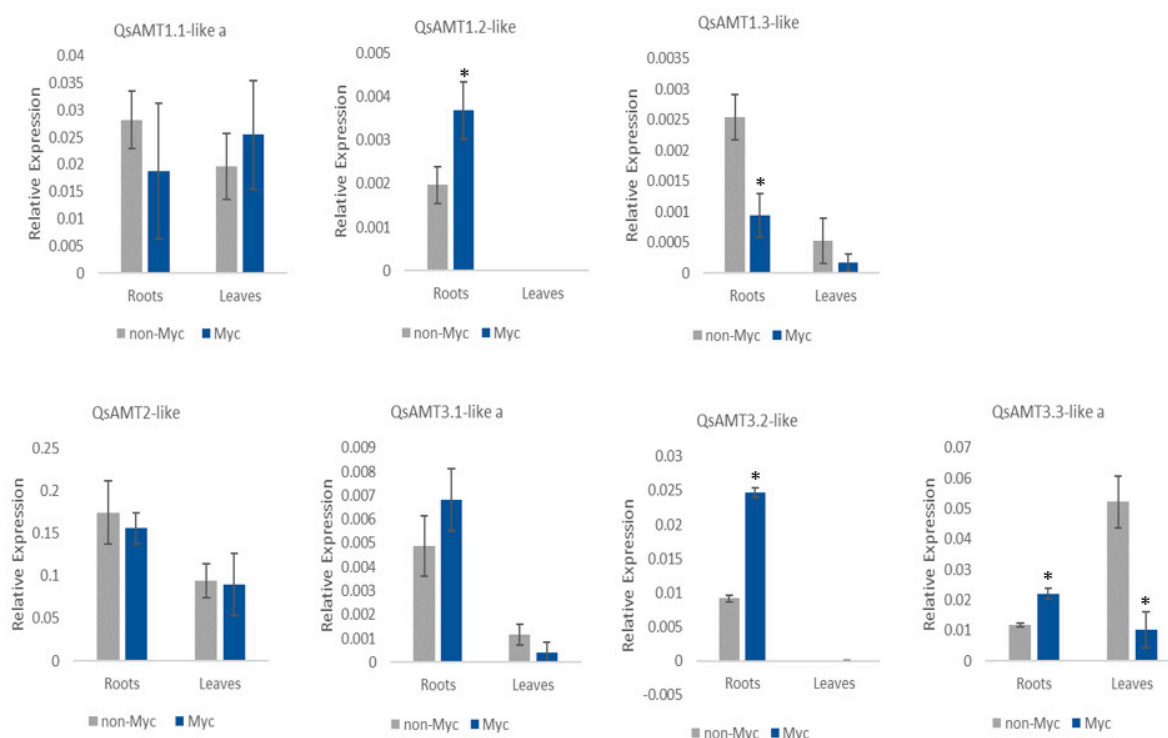 QsAMT1.1-like a
0.04
0.035
0.03
0.025
0.02
0.015
0.01
0.005
0
Relative Expression
Roots Leaves
non-Myc Myc
QsAMT1.2-like
0.005
0.004
0.003
0.002
0.001
0
Relative Expression
*
Roots Leaves
non-Myc Myc
QsAMT1.3-like
0.0035
0.003
0.0025
0.002
0.0015
0.001
0.0005
0
Relative Expression
*
Roots Leaves
non-Myc Myc
QsAMT2-like
0.25
0.2
0.15
0.1
0.05
0
Relative Expression
Roots Leaves
non-Myc Myc
QsAMT3.1-like a
0.009
0.008
0.007
0.006
0.005
0.004
0.003
0.002
0.001
0
Relative Expression
Roots Leaves
non-Myc Myc
QsAMT3.2-like
0.03
0.025
0.02
0.015
0.01
0.005
0
-0.005
Relative Expression
*
Roots Leaves
non-Myc Myc
QsAMT3.3-like a
0.07
0.06
0.05
0.04
0.03
0.02
0.01
0
Relative Expression
*
*
Roots Leaves
non-Myc Myc